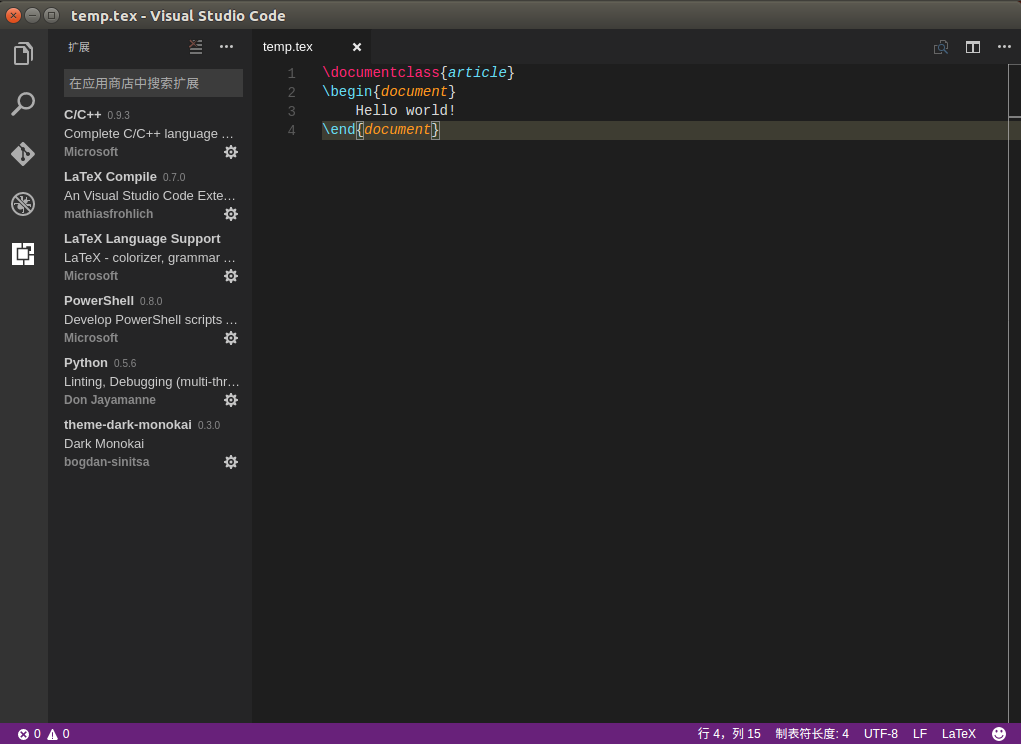 temp.tex - Visual Studio Code
扩展
在应用商店中搜索扩展
C/C++ 0.9.3
Complete C/C++ language ...
Microsoft
LaTeX Compile 0.7.0
An Visual Studio Code Exte...
mathiasfrohlich
LaTeX Language Support
LaTeX - colorizer, grammar ...
Microsoft
PowerShell 0.8.0
Develop PowerShell scripts ...
Microsoft
Python 0.5.6
Linting, Debugging (multi-thr...
Don Jayamanne
theme-dark-monokai 0.3.0
Dark Monokai
bogdan-sinitsa
temp.tex
1 \documentclass{article}
2 \begin{document}
3     Hello world!
4 \end{document}
0 0 行 4，列 15 制表符长度: 4 UTF-8 LF LaTeX